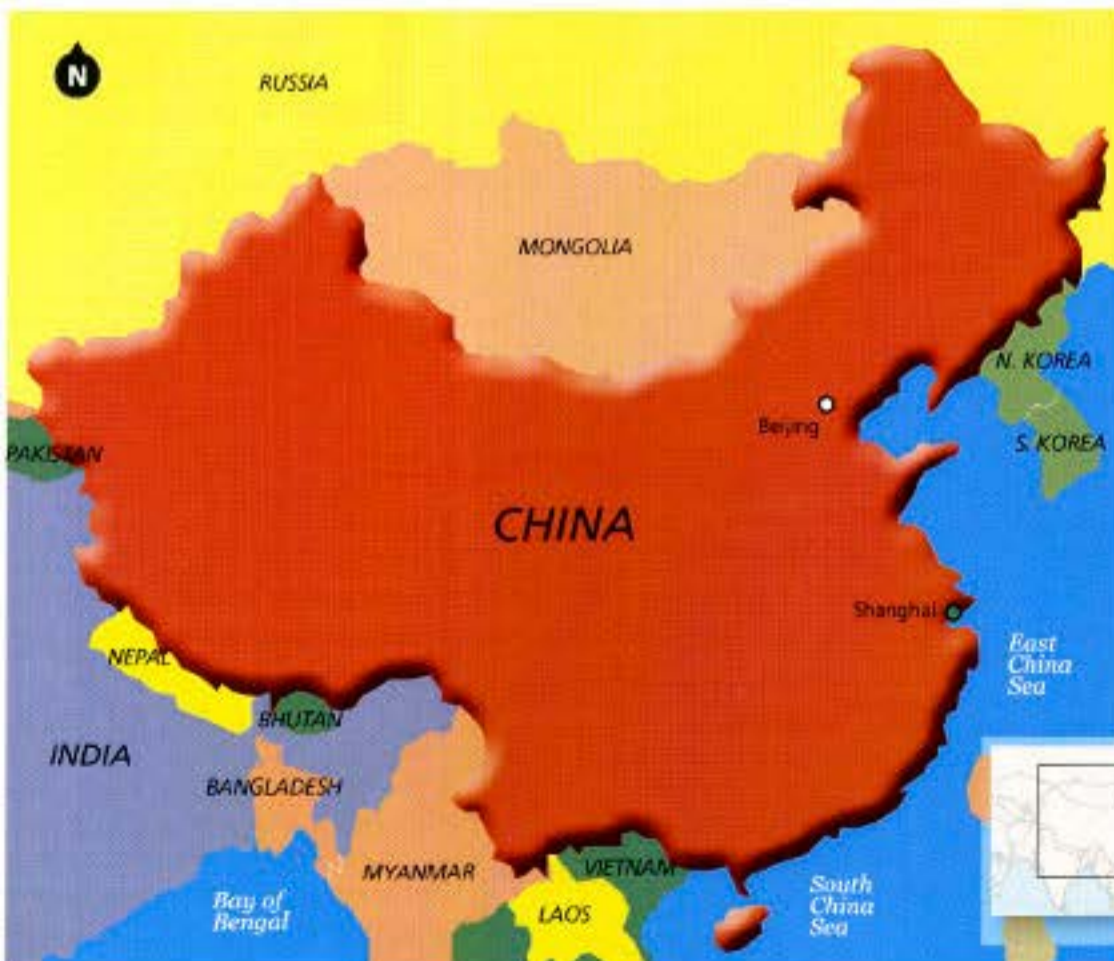 N
RUSSIA
MONGOLIA
N. KOREA
Beijing
S. KOREA
PAKISTAN
CHINA
Shanghai
East
China
Sea
NEPAL
BHUTAN
INDIA
BANGLADESH
MYANMAR
VIETNAM
Bay of
Bengal
LAOS
South
China
Sea